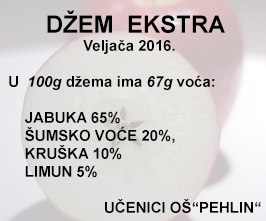 DŽEM EKSTRA
Veljača 2016.
U 100g džema ima 67g voća:
JABUKA 65%
ŠUMSKO VOĆE 20%,
KRUŠKA 10%
LIMUN 5%
UČENICI OŠ“PEHLIN“